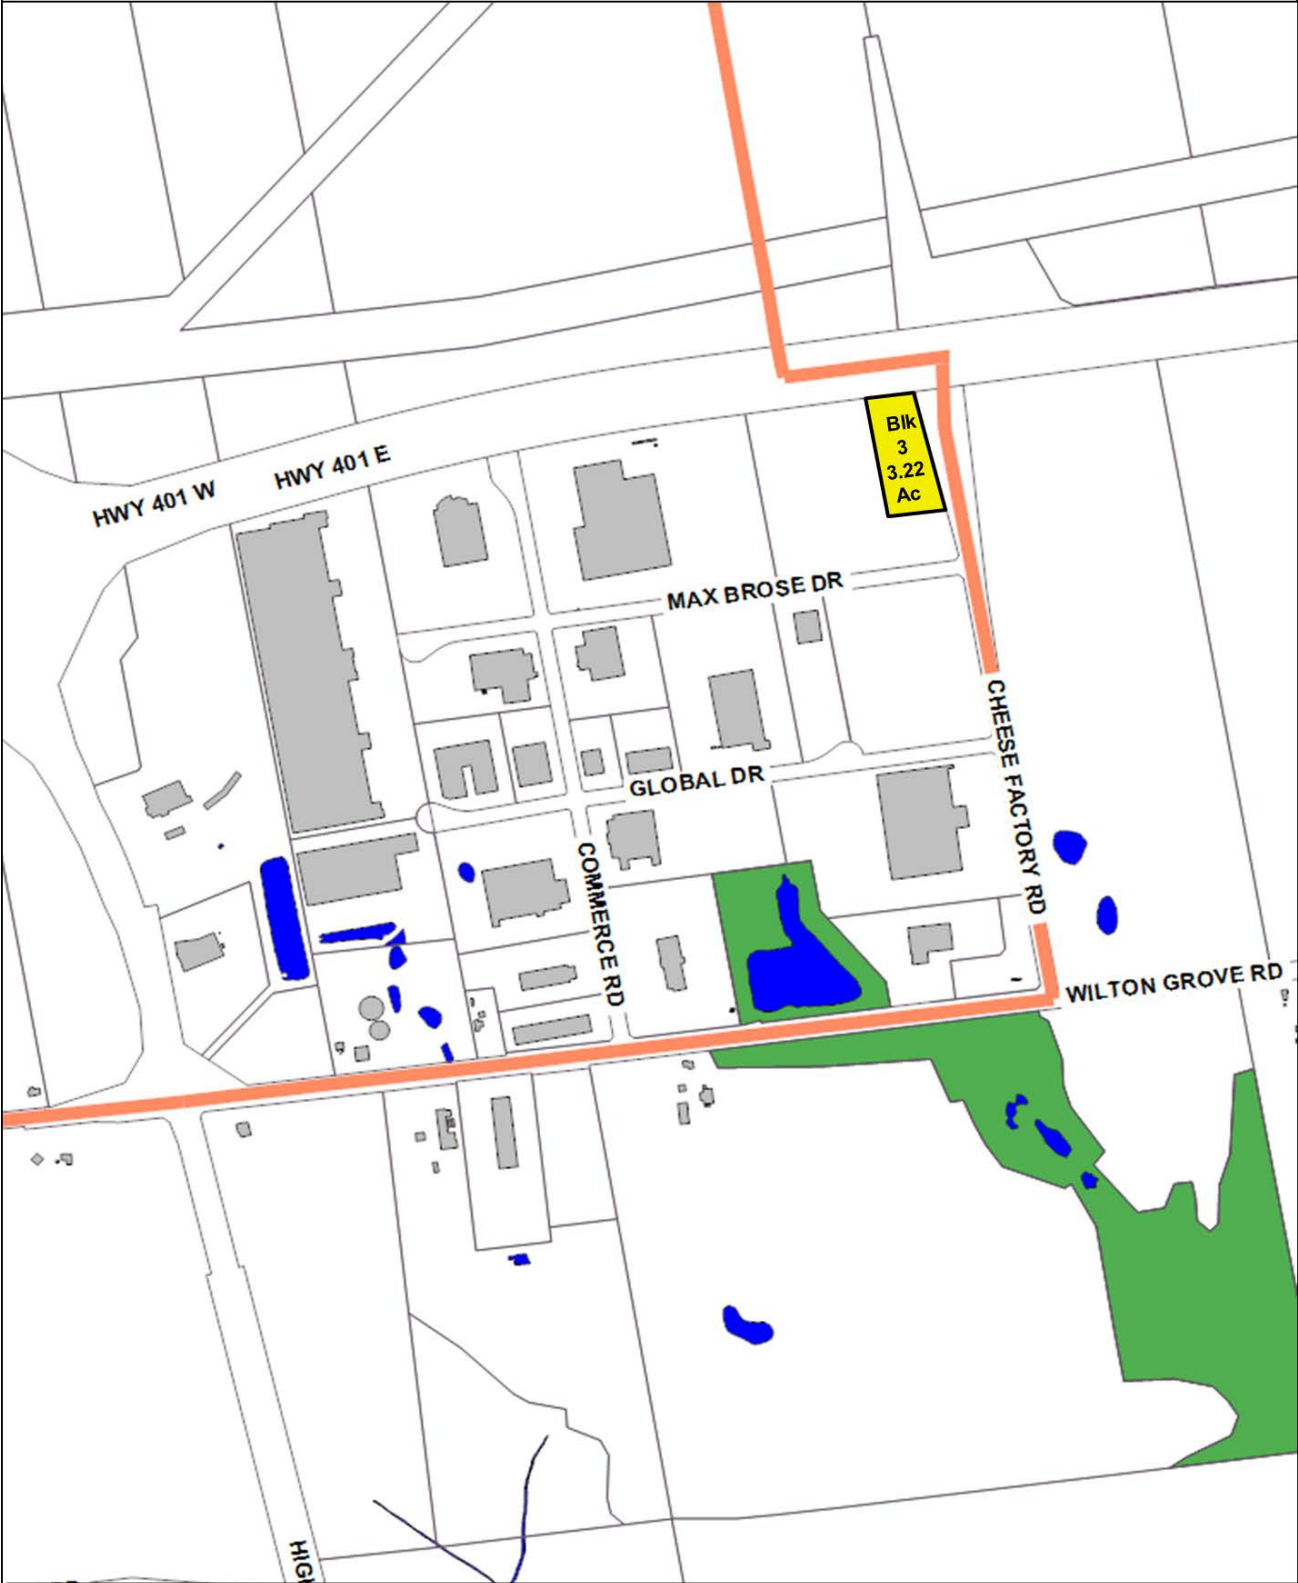 Blk
3
3.22
Ac
HWY 401 W
HWY 401 E
MAX BROSE DR
GLOBAL DR
CHEESE FACTORY RD
COMMERCE RD
WILTON GROVE RD